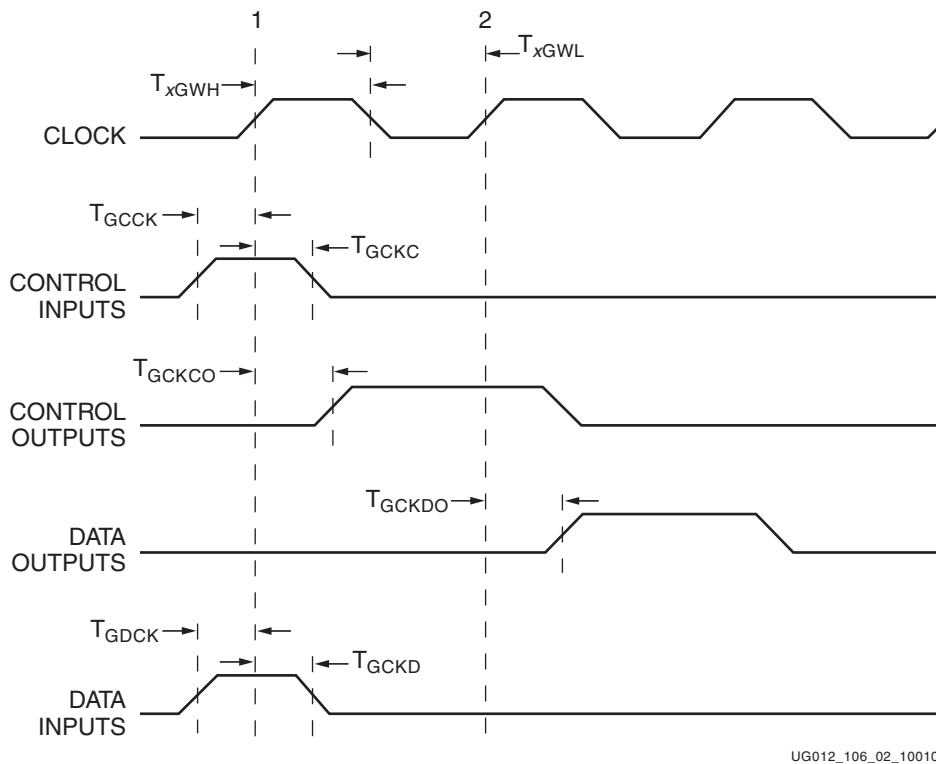 1 2
TxGWL
TxGWH
CLOCK
TGCCK
TGCKC
CONTROL
INPUTS
TGCKCO
CONTROL
OUTPUTS
TGCKDO
DATA
OUTPUTS
TGDCK
TGCKD
DATA
INPUTS
UG012_106_02_10010